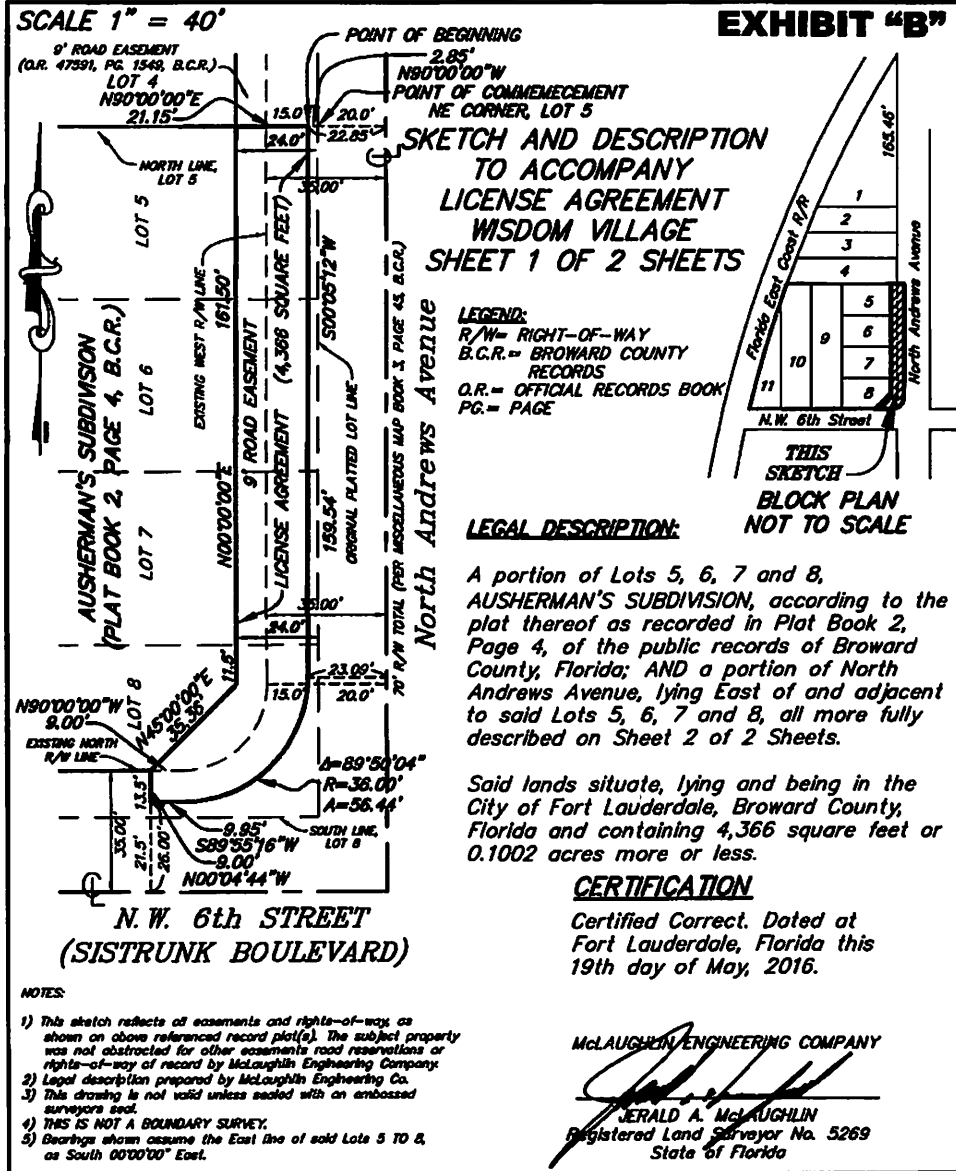 SCALE 1" = 40'
EXHIBIT "B"
9' ROAD EASEMENT
(O.R. 47591, PG. 1549, B.C.R.)
LOT 4
N90°00'00"E
21.15'
NORTH LINE,
LOT 5
POINT OF BEGINNING
2.85'
N90°00'00"W
POINT OF COMMEMECEMENT
NE CORNER, LOT 5
15.0'
20.0'
22.85'
24.0'
35.00'
SKETCH AND DESCRIPTION
TO ACCOMPANY
LICENSE AGREEMENT
WISDOM VILLAGE
SHEET 1 OF 2 SHEETS
LEGEND:
R/W= RIGHT-OF-WAY
B.C.R.= BROWARD COUNTY
RECORDS
O.R.= OFFICIAL RECORDS BOOK
PG.= PAGE
165.46'
1
2
3
4
5
6
7
8
9
10
11
Florida East Coast R/R
North Andrews Avenue
N.W. 6th Street
THIS
SKETCH
BLOCK PLAN
NOT TO SCALE
AUSHERMAN'S SUBDIVISION
(PLAT BOOK 2, PAGE 4, B.C.R.)
LOT 5
LOT 6
LOT 7
LOT 8
EXISTING WEST R/W LINE
161.50'
N00°00'00"E
9' ROAD EASEMENT
LICENSE AGREEMENT (4,366 SQUARE FEET)
S00°05'12"W
159.54'
ORIGINAL PLATTED LOT LINE
70' R/W TOTAL (PER MISCELLANEOUS MAP BOOK 3, PAGE 45, B.C.R.)
North Andrews Avenue
35.00'
24.0'
23.09'
15.0'
20.0'
11.5'
N45°00'00"E
35.36'
N90°00'00"W
9.00'
EXISTING NORTH
R/W LINE
Δ=89°50'04"
R=36.00'
A=56.44'
35.00'
13.5'
21.5'
26.00'
9.95'
S89°55'16"W
9.00'
N00°04'44"W
SOUTH LINE,
LOT 8
N.W. 6th STREET
(SISTRUNK BOULEVARD)
LEGAL DESCRIPTION:
A portion of Lots 5, 6, 7 and 8,
AUSHERMAN'S SUBDIVISION, according to the
plat thereof as recorded in Plat Book 2,
Page 4, of the public records of Broward
County, Florida; AND a portion of North
Andrews Avenue, lying East of and adjacent
to said Lots 5, 6, 7 and 8, all more fully
described on Sheet 2 of 2 Sheets.
Said lands situate, lying and being in the
City of Fort Lauderdale, Broward County,
Florida and containing 4,366 square feet or
0.1002 acres more or less.
CERTIFICATION
Certified Correct. Dated at
Fort Lauderdale, Florida this
19th day of May, 2016.
McLAUGHLIN ENGINEERING COMPANY
JERALD A. McLAUGHLIN
Registered Land Surveyor No. 5269
State of Florida
NOTES:
1) This sketch reflects all easements and rights-of-way, as
shown on above referenced record plat(s). The subject property
was not abstracted for other easements road reservations or
rights-of-way of record by McLaughlin Engineering Company.
2) Legal description prepared by McLaughlin Engineering Co.
3) This drawing is not valid unless sealed with an embossed
surveyors seal.
4) THIS IS NOT A BOUNDARY SURVEY.
5) Bearings shown assume the East line of said Lots 5 TO 8,
as South 00°00'00" East.